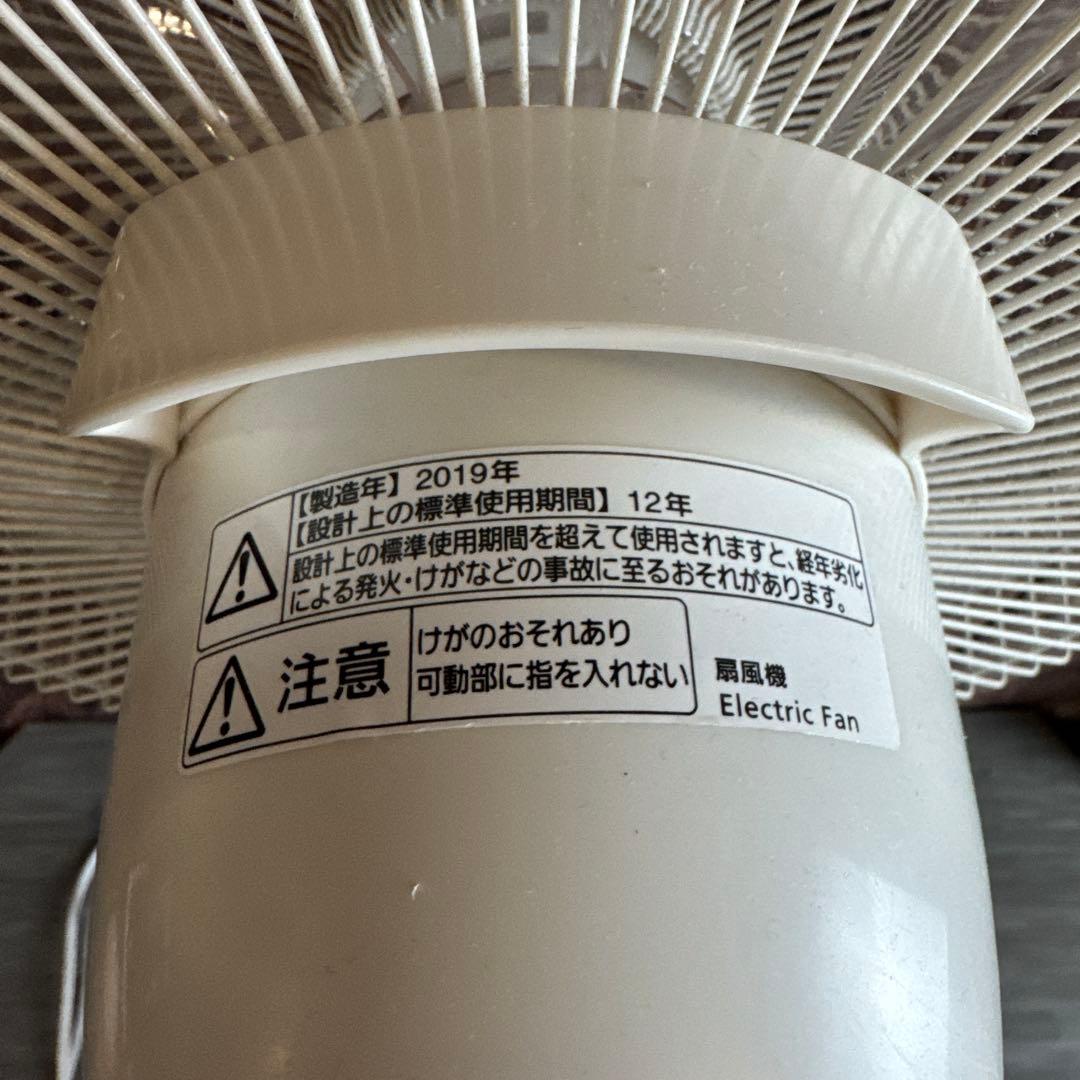 【製造年】2019年
【設計上の標準使用期間】12年
設計上の標準使用期間を超えて使用されますと、経年劣化
による発火・けがなどの事故に至るおそれがあります。
注意
けがのおそれあり
可動部に指を入れない
扇風機
Electric Fan